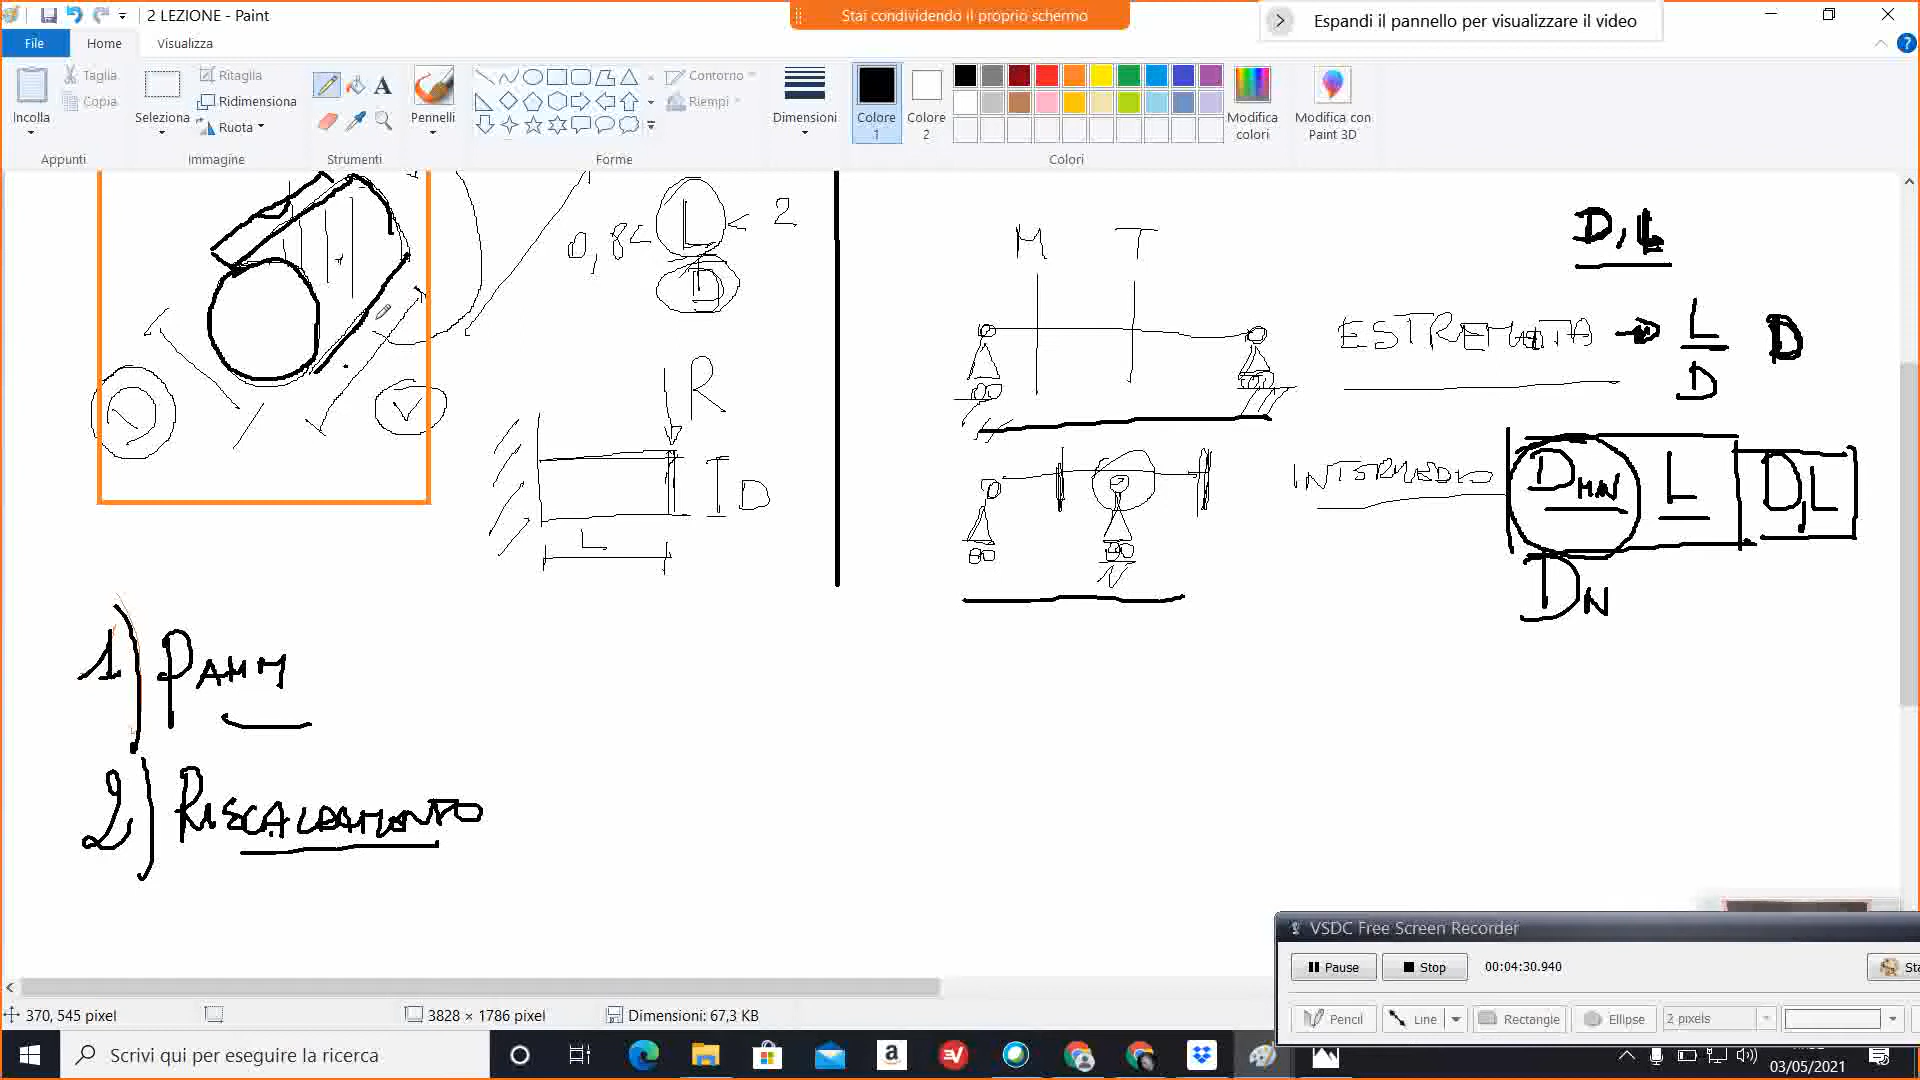 2 LEZIONE - Paint
Stai condividendo il proprio schermo
Espandi il pannello per visualizzare il video
File
Home
Visualizza
Incolla
Taglia
Copia
Appunti
Seleziona
Ritaglia
Ridimensiona
Ruota
Immagine
A
Strumenti
Pennelli
Contorno
Riempi
Forme
Dimensioni
Colore 1
Colore 2
Modifica colori
Colori
Modifica con Paint 3D
0,8< L < 2
D
R
D
L
M T
D, L
ESTREMITA
L
D
D
INTERMEDIO
DMIN L D,L
DN
1) PAMM
2) RISCALDAMENTO
VSDC Free Screen Recorder
Pause
Stop
00:04:30.940
Sta
Pencil
Line
Rectangle
Ellipse
2 pixels
370, 545 pixel
3828 × 1786 pixel
Dimensioni: 67,3 KB
Scrivi qui per eseguire la ricerca
03/05/2021